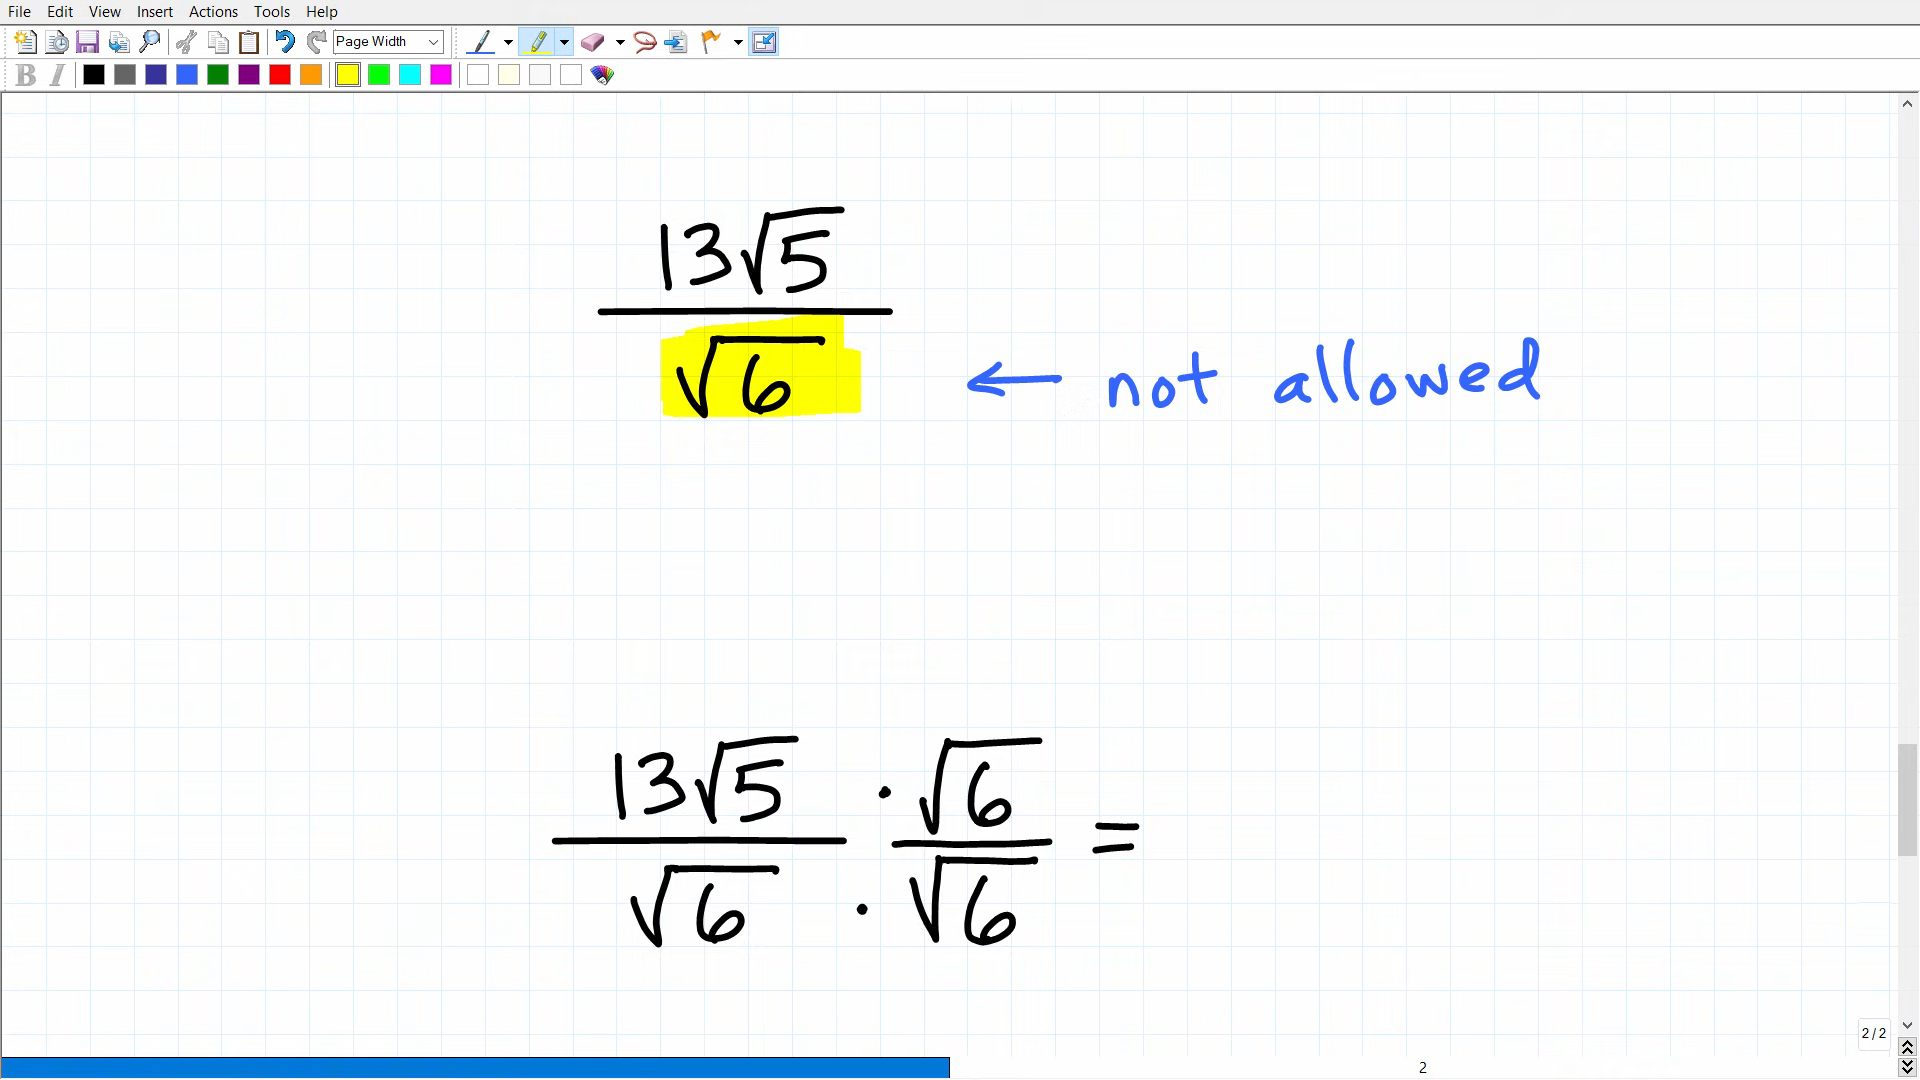 File Edit View Insert Actions Tools Help
Page Width
B I
13√5
√6 ← not allowed
13√5 · √6 =
√6 · √6
2 / 2
2